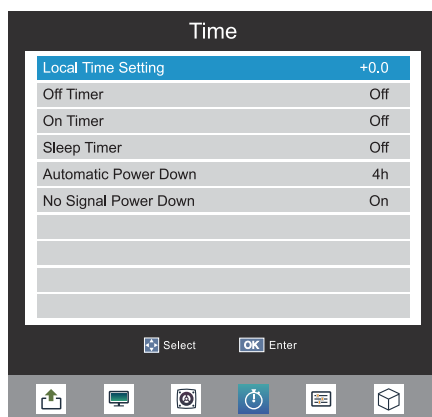 Time
Local Time Setting +0.0
Off Timer Off
On Timer Off
Sleep Timer Off
Automatic Power Down 4h
No Signal Power Down On
Select OK Enter